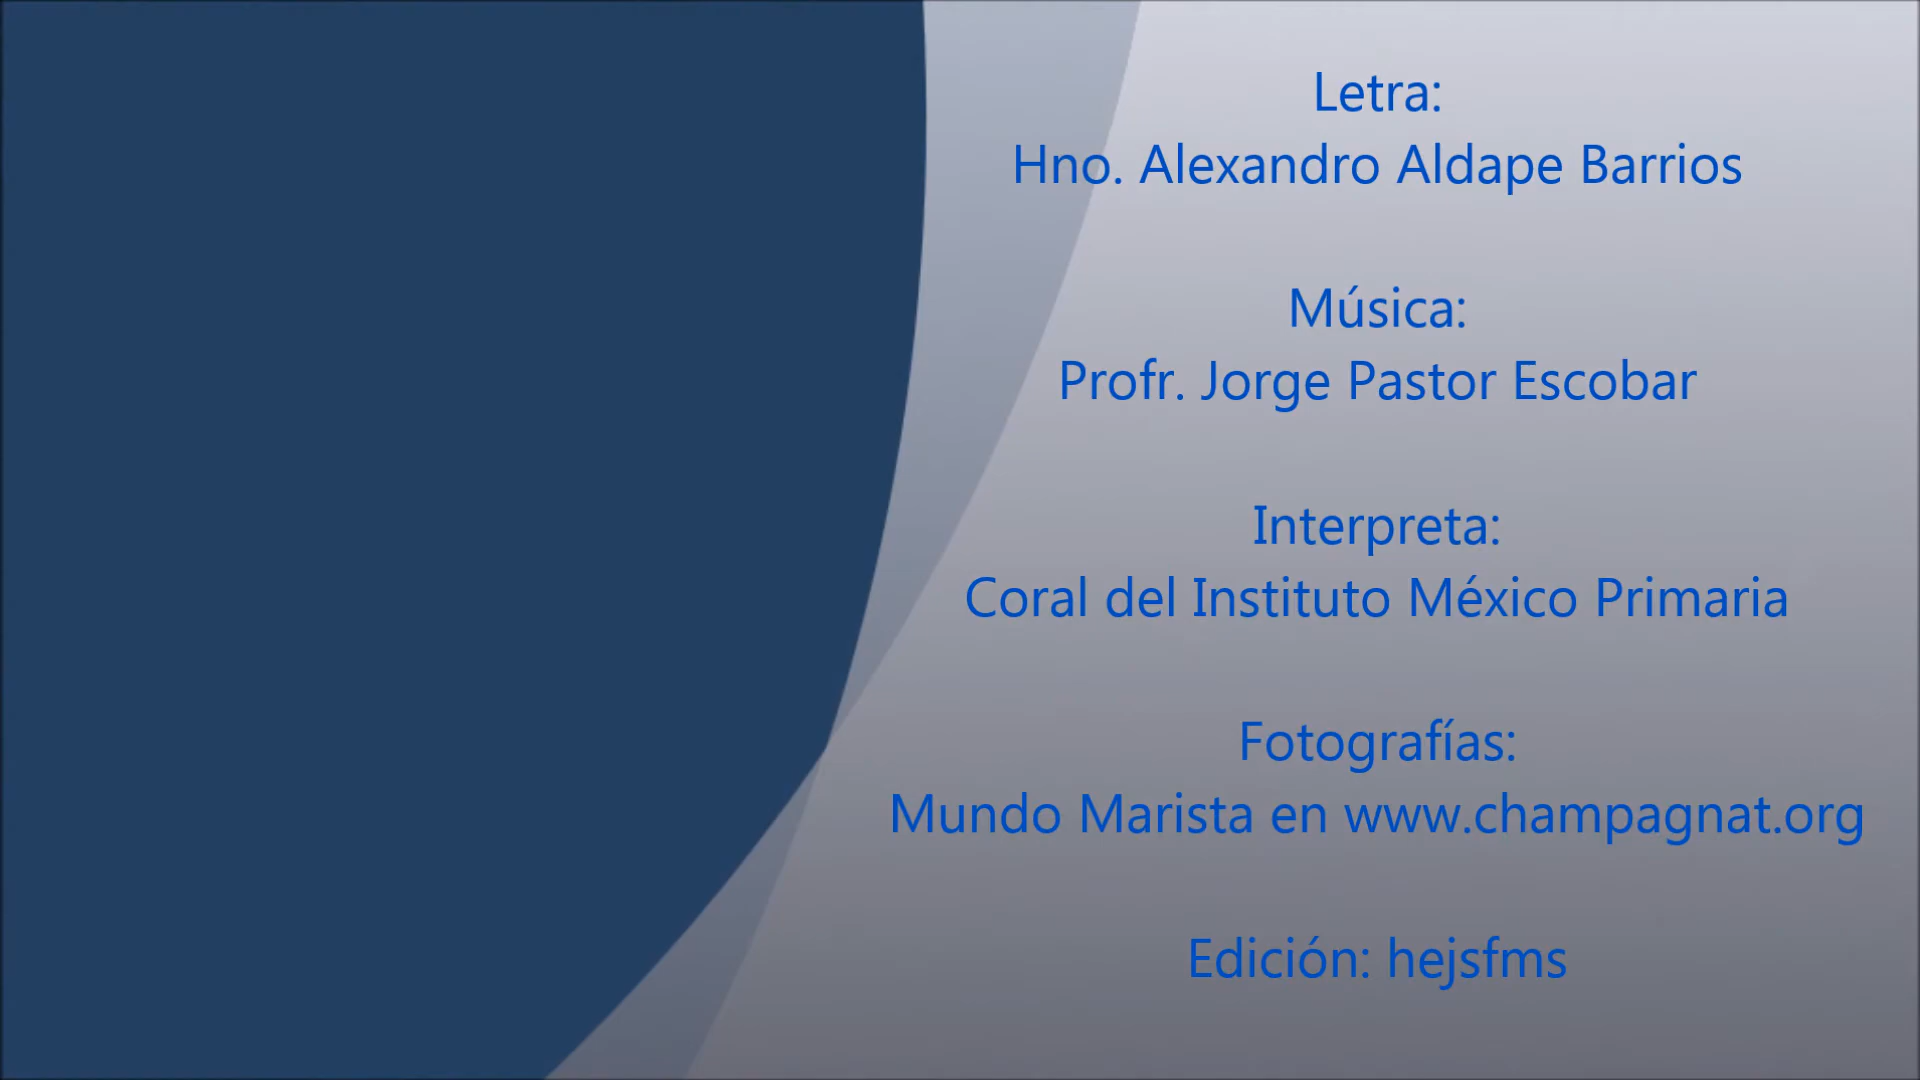 Letra:
Hno. Alexandro Aldape Barrios
Música:
Profr. Jorge Pastor Escobar
Interpreta:
Coral del Instituto México Primaria
Fotografías:
Mundo Marista en www.champagnat.org
Edición: hejsfms